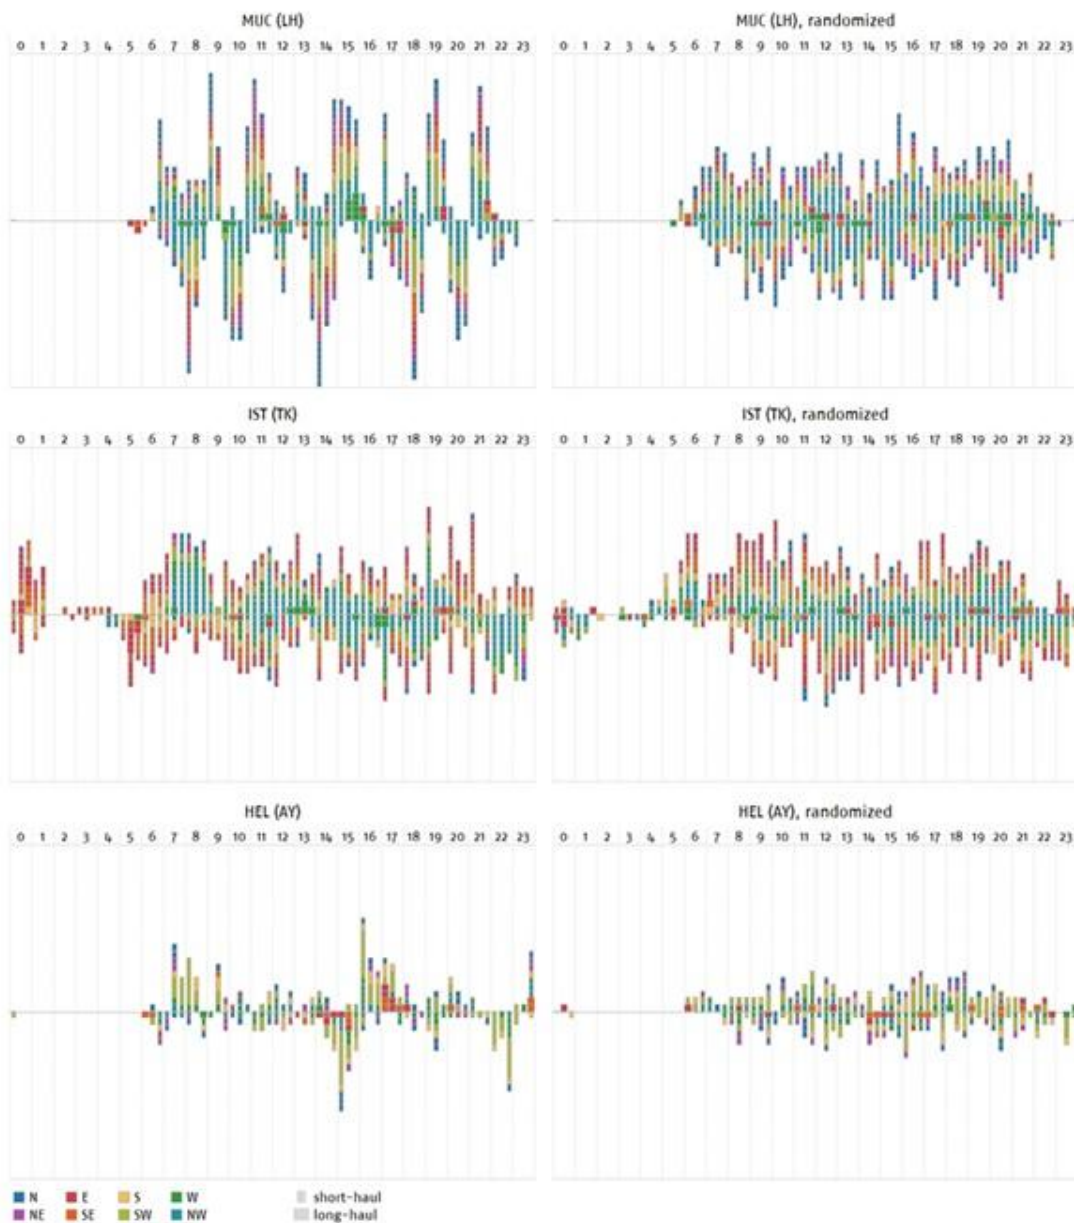 MUC (LH)
0 1 2 3 4 5 6 7 8 9 10 11 12 13 14 15 16 17 18 19 20 21 22 23
MUC (LH), randomized
0 1 2 3 4 5 6 7 8 9 10 11 12 13 14 15 16 17 18 19 20 21 22 23
IST (TK)
0 1 2 3 4 5 6 7 8 9 10 11 12 13 14 15 16 17 18 19 20 21 22 23
IST (TK), randomized
0 1 2 3 4 5 6 7 8 9 10 11 12 13 14 15 16 17 18 19 20 21 22 23
HEL (AY)
0 1 2 3 4 5 6 7 8 9 10 11 12 13 14 15 16 17 18 19 20 21 22 23
HEL (AY), randomized
0 1 2 3 4 5 6 7 8 9 10 11 12 13 14 15 16 17 18 19 20 21 22 23
N E S W short-haul
NE SE SW NW long-haul